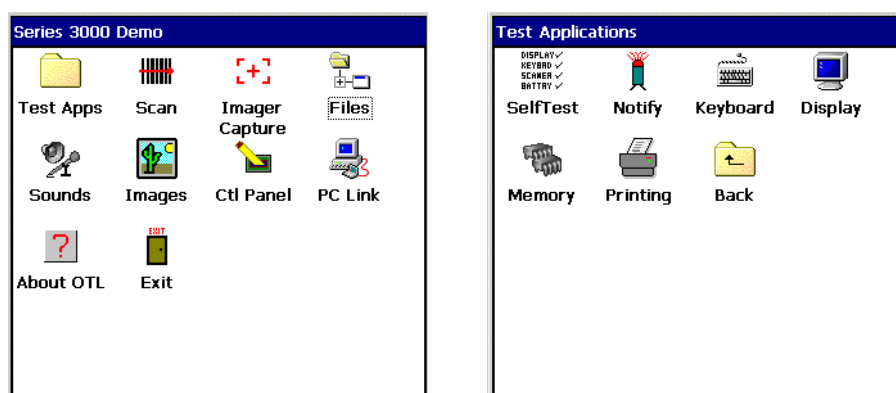 Series 3000 Demo
Test Apps Scan Imager Capture Files
Sounds Images Ctl Panel PC Link
EXIT
About OTL Exit
Test Applications
DISPLAY✓
KEYBRD✓
SCANER✓
BATTRY✓
SelfTest Notify Keyboard Display
Memory Printing Back